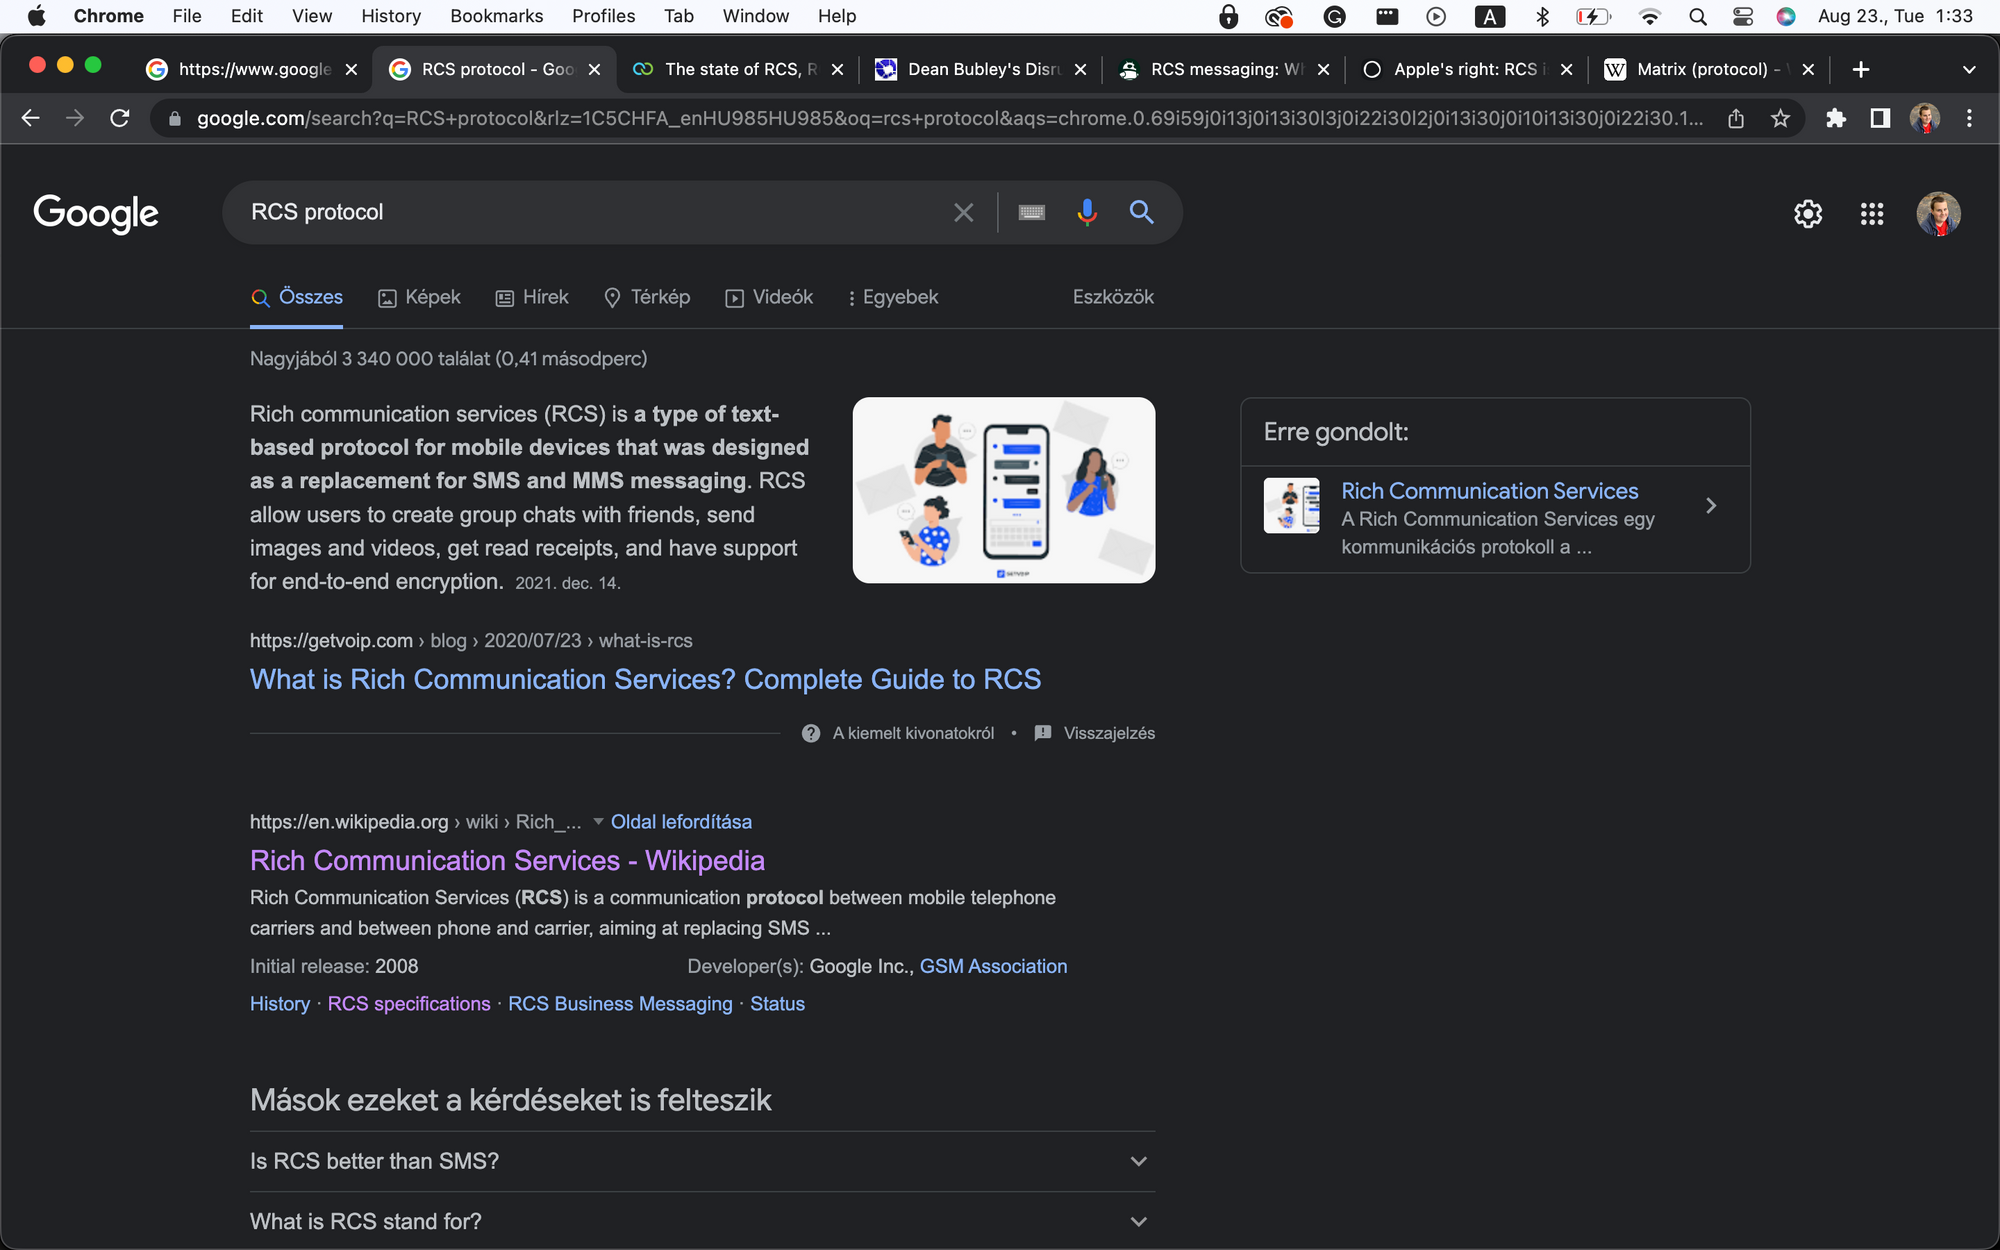 Chrome File Edit View History Bookmarks Profiles Tab Window Help A Aug 23., Tue 1:33
https://www.google
RCS protocol - Goo
The state of RCS, R
Dean Bubley's Disru
RCS messaging: Wh
Apple's right: RCS i
Matrix (protocol) -
google.com/search?q=RCS+protocol&rlz=1C5CHFA_enHU985HU985&oq=rcs+protocol&aqs=chrome.0.69i59j0i13j0i13i30l3j0i22i30l2j0i13i30j0i10i13i30j0i22i30.1...
Google
RCS protocol
Összes Képek Hírek Térkép Videók Egyebek Eszközök
Nagyjából 3 340 000 találat (0,41 másodperc)
Rich communication services (RCS) is a type of text-
based protocol for mobile devices that was designed
as a replacement for SMS and MMS messaging. RCS
allow users to create group chats with friends, send
images and videos, get read receipts, and have support
for end-to-end encryption. 2021. dec. 14.
GETVOIP
https://getvoip.com › blog › 2020/07/23 › what-is-rcs
What is Rich Communication Services? Complete Guide to RCS
A kiemelt kivonatokról • Visszajelzés
Erre gondolt:
Rich Communication Services
A Rich Communication Services egy
kommunikációs protokoll a ...
https://en.wikipedia.org › wiki › Rich_... Oldal lefordítása
Rich Communication Services - Wikipedia
Rich Communication Services (RCS) is a communication protocol between mobile telephone
carriers and between phone and carrier, aiming at replacing SMS ...
Initial release: 2008 Developer(s): Google Inc., GSM Association
History · RCS specifications · RCS Business Messaging · Status
Mások ezeket a kérdéseket is felteszik
Is RCS better than SMS?
What is RCS stand for?